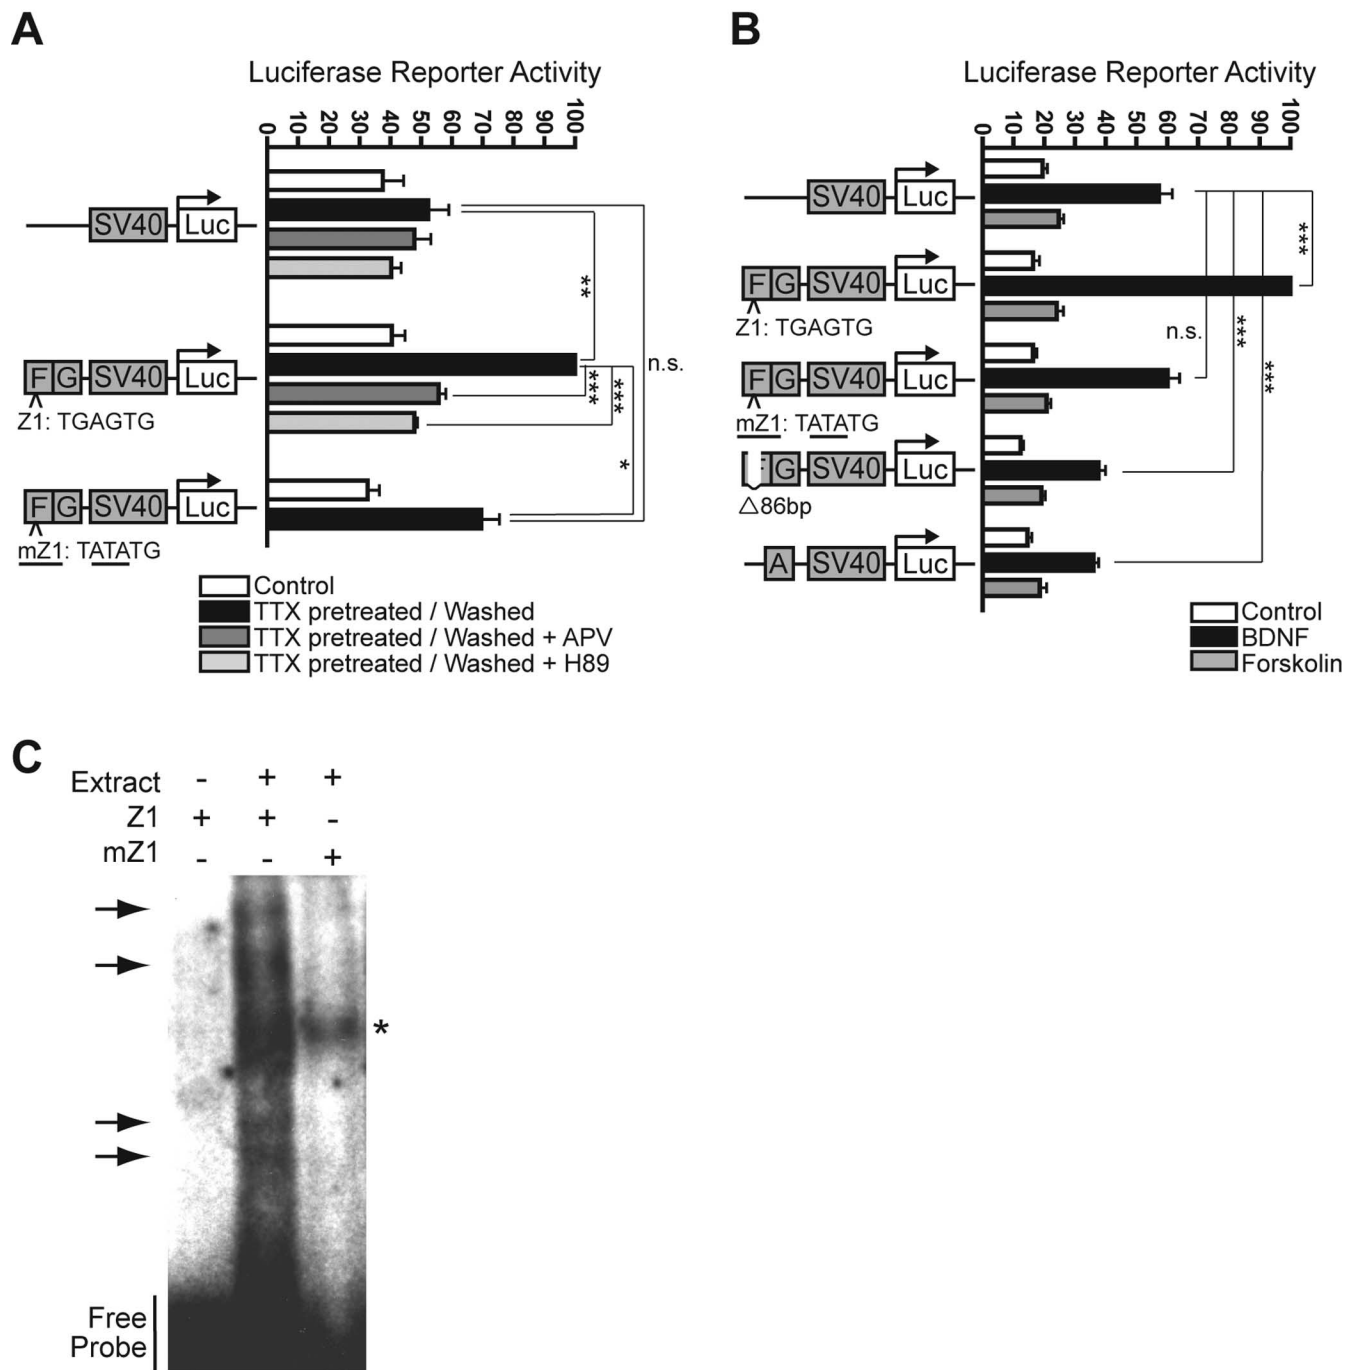 A
Luciferase Reporter Activity
0 10 20 30 40 50 60 70 80 90 100
SV40 Luc
**
n.s.
F G SV40 Luc
Z1: TGAGTG
***
***
*
F G SV40 Luc
mZ1: TATATG
Control
TTX pretreated / Washed
TTX pretreated / Washed + APV
TTX pretreated / Washed + H89
B
Luciferase Reporter Activity
0 10 20 30 40 50 60 70 80 90 100
SV40 Luc
***
F G SV40 Luc
Z1: TGAGTG
n.s.
***
***
F G SV40 Luc
mZ1: TATATG
F G SV40 Luc
△86bp
A SV40 Luc
Control
BDNF
Forskolin
C
Extract - + +
Z1 + + -
mZ1 - - +
*
Free
Probe